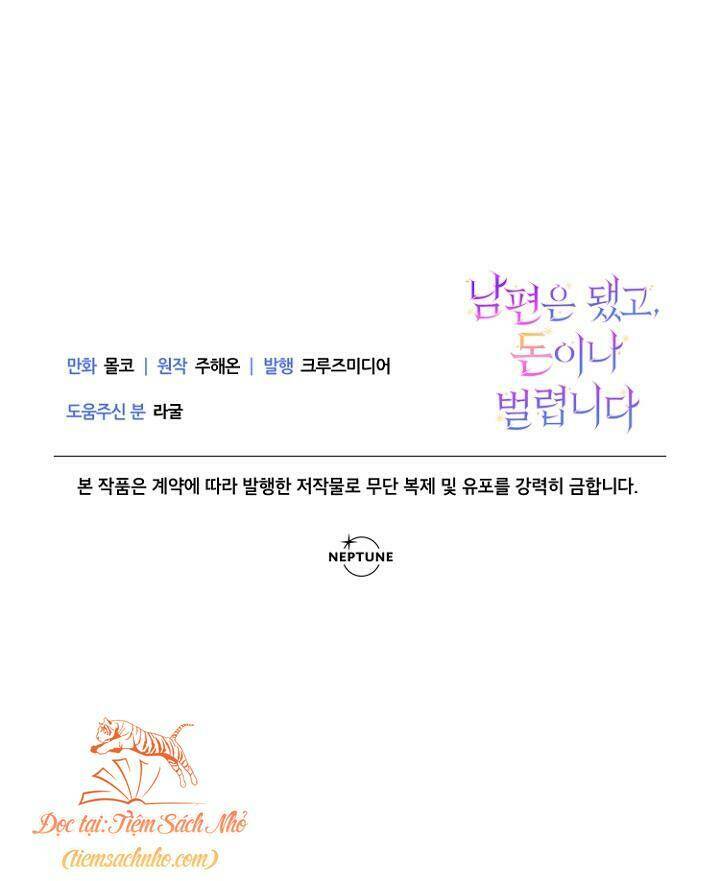 남편은 됐고,
돈이나
벌렵니다
만화 몰코 | 원작 주해온 | 발행 크루즈미디어
도움주신 분 라굴
본 작품은 계약에 따라 발행한 저작물로 무단 복제 및 유포를 강력히 금합니다.
NEPTUNE
Đọc tại: Tiệm Sách Nhỏ
(tiemsachnho.com)